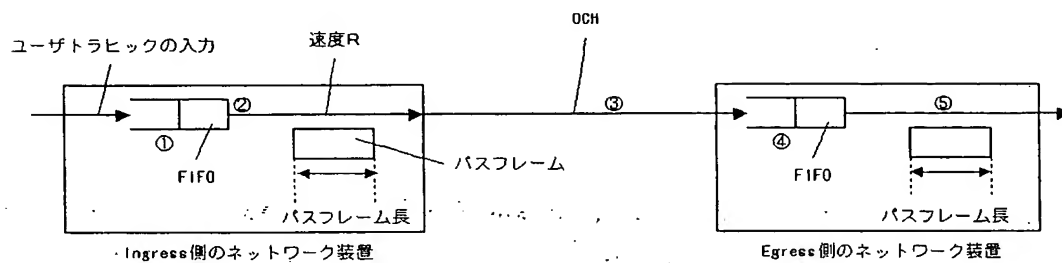 OCH
ユーザトラヒックの入力
速度R
①
②
③
④
⑤
FIFO
FIFO
パスフレーム
パスフレーム長
パスフレーム長
Ingress側のネットワーク装置
Egress側のネットワーク装置